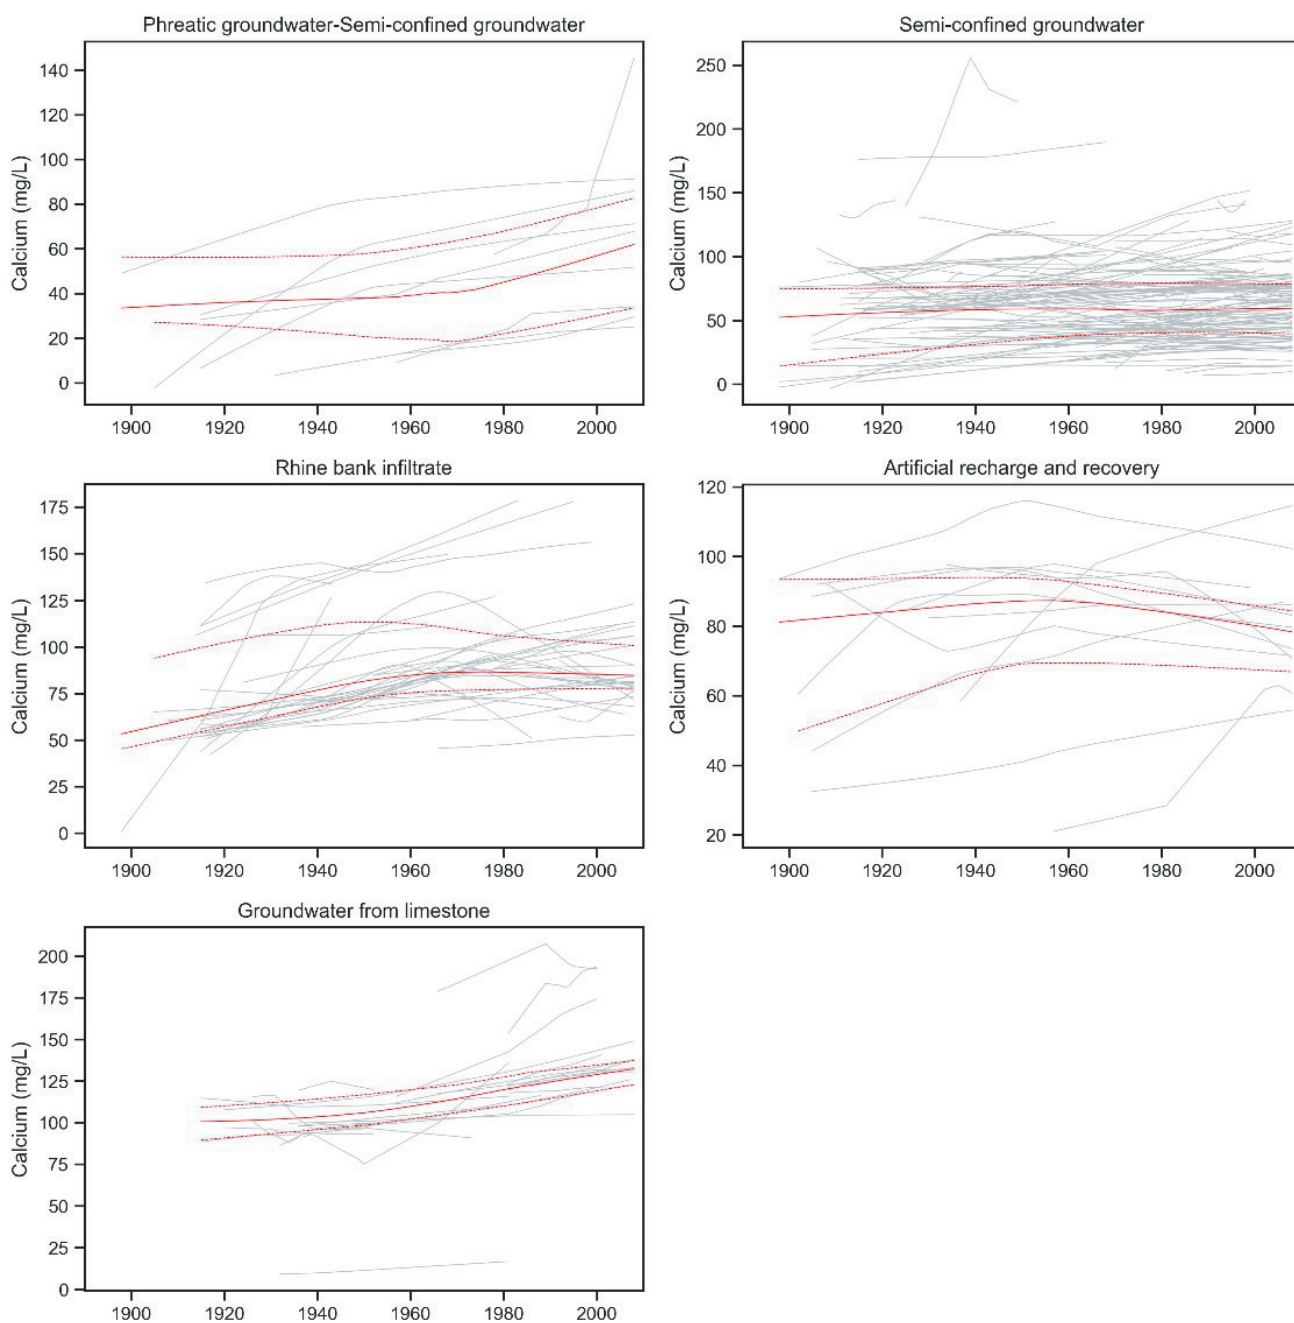 Phreatic groundwater-Semi-confined groundwater
Calcium (mg/L)
140
120
100
80
60
40
20
0
1900 1920 1940 1960 1980 2000
Semi-confined groundwater
Calcium (mg/L)
250
200
150
100
50
0
1900 1920 1940 1960 1980 2000
Rhine bank infiltrate
Calcium (mg/L)
175
150
125
100
75
50
25
0
1900 1920 1940 1960 1980 2000
Artificial recharge and recovery
Calcium (mg/L)
120
100
80
60
40
20
1900 1920 1940 1960 1980 2000
Groundwater from limestone
Calcium (mg/L)
200
175
150
125
100
75
50
25
0
1900 1920 1940 1960 1980 2000